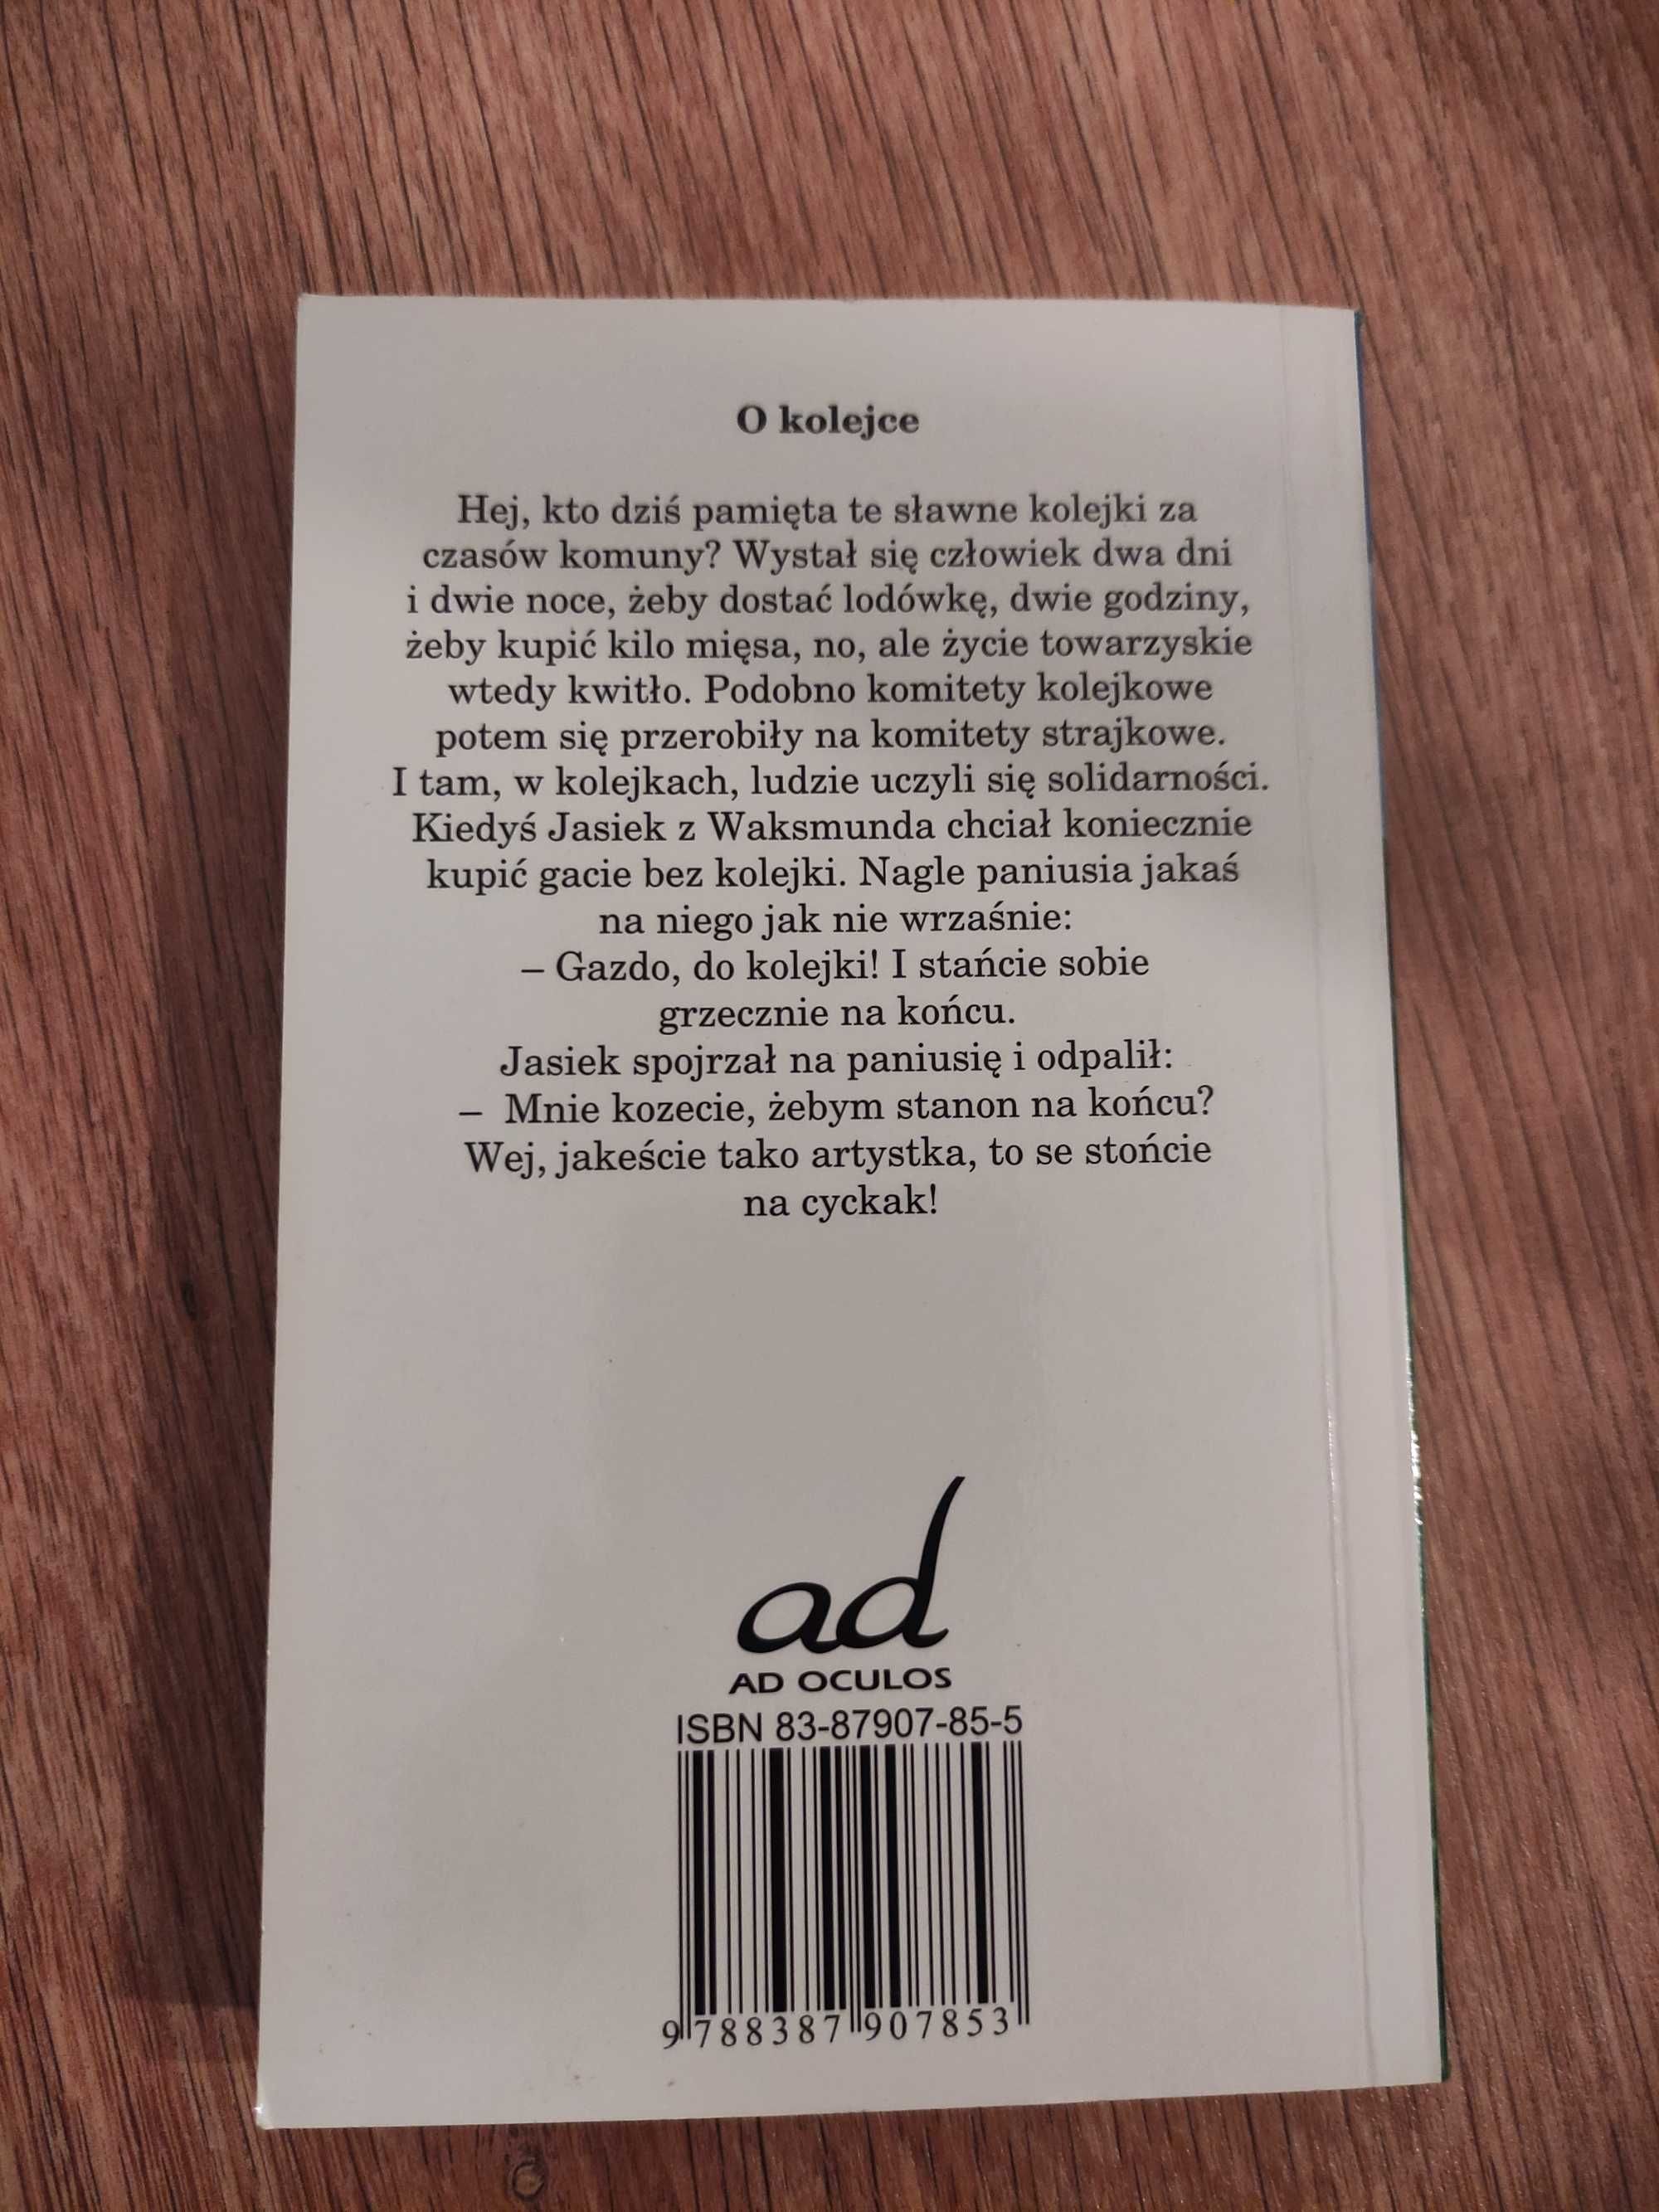 O kolejce
Hej, kto dziś pamięta te sławne kolejki za
czasów komuny? Wystał się człowiek dwa dni
i dwie noce, żeby dostać lodówkę, dwie godziny,
żeby kupić kilo mięsa, no, ale życie towarzyskie
wtedy kwitło. Podobno komitety kolejkowe
potem się przerobiły na komitety strajkowe.
I tam, w kolejkach, ludzie uczyli się solidarności.
Kiedyś Jasiek z Waksmunda chciał koniecznie
kupić gacie bez kolejki. Nagle paniusia jakaś
na niego jak nie wrzaśnie:
– Gazdo, do kolejki! I stańcie sobie
grzecznie na końcu.
Jasiek spojrzał na paniusię i odpalił:
– Mnie kozecie, żebym stanon na końcu?
Wej, jakeście tako artystka, to se stońcie
na cyckak!
ad
AD OCULOS
ISBN 83-87907-85-5
9 788387 907853